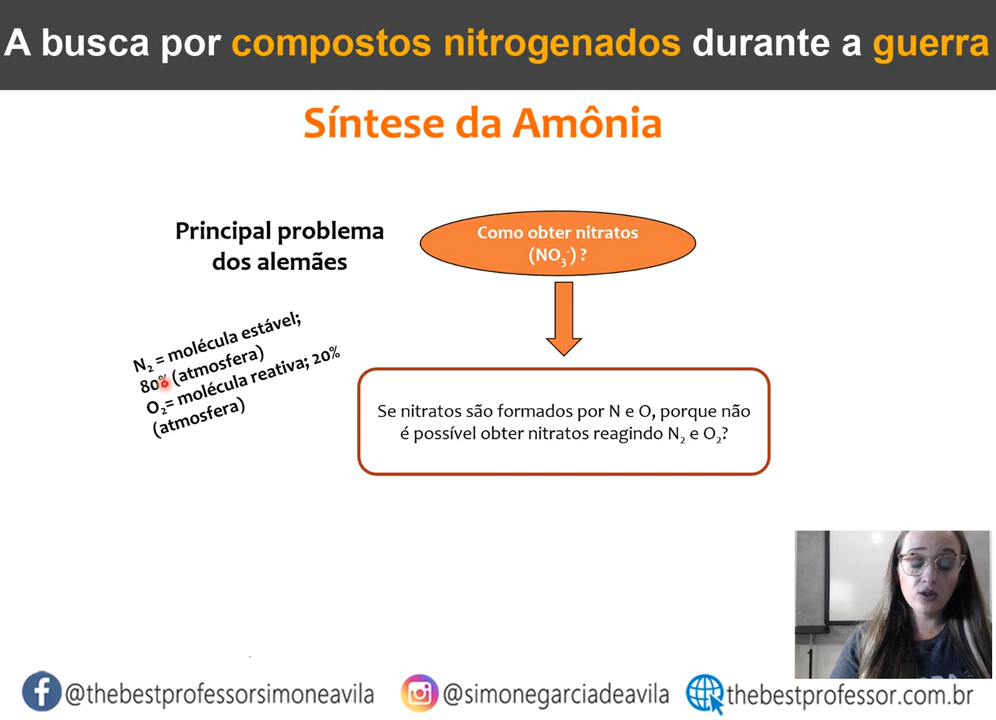 A busca por compostos nitrogenados durante a guerra
Síntese da Amônia
Principal problema
dos alemães
Como obter nitratos
(NO₃⁻) ?
N₂ = molécula estável;
80% (atmosfera)
O₂= molécula reativa; 20%
(atmosfera)
Se nitratos são formados por N e O, porque não
é possível obter nitratos reagindo N₂ e O₂?
@thebestprofessorsimoneavila
@simonegarciadeavila
thebestprofessor.com.br